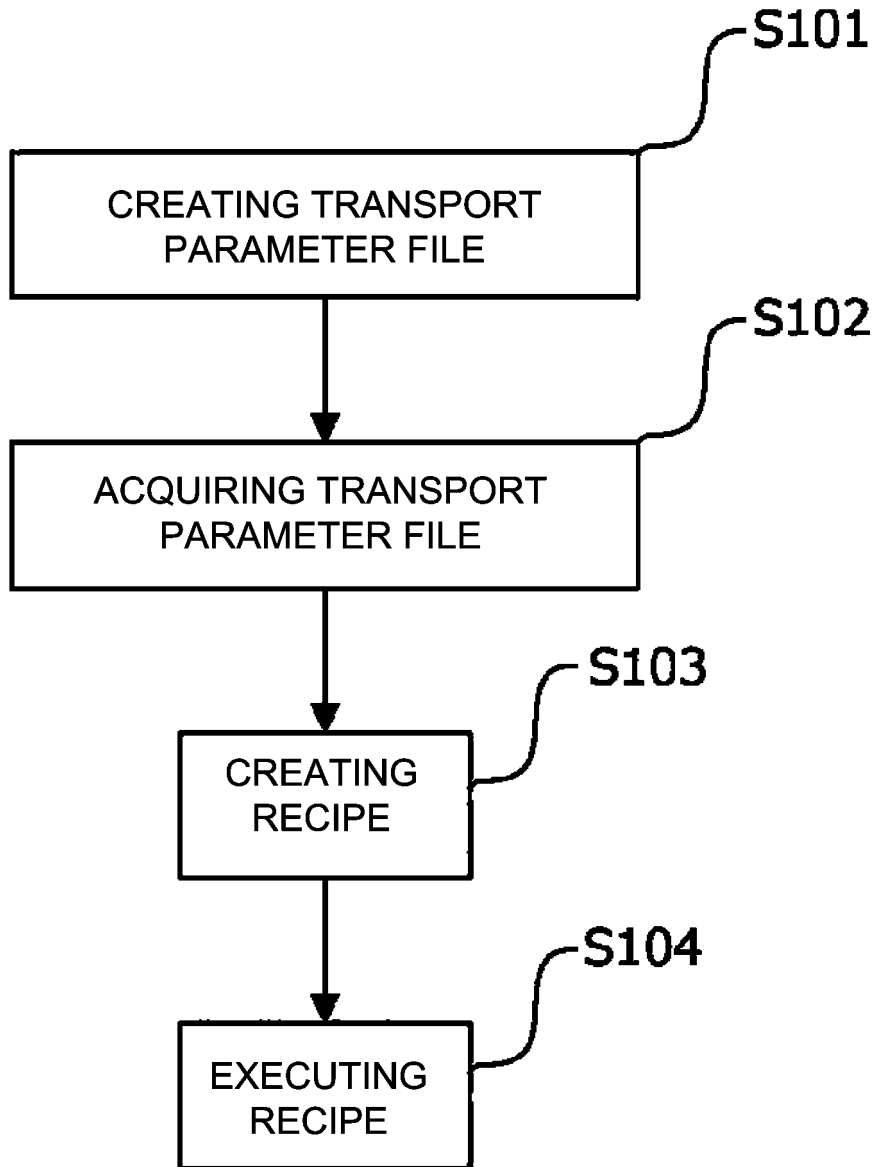 S101
CREATING TRANSPORT
PARAMETER FILE
S102
ACQUIRING TRANSPORT
PARAMETER FILE
S103
CREATING
RECIPE
S104
EXECUTING
RECIPE